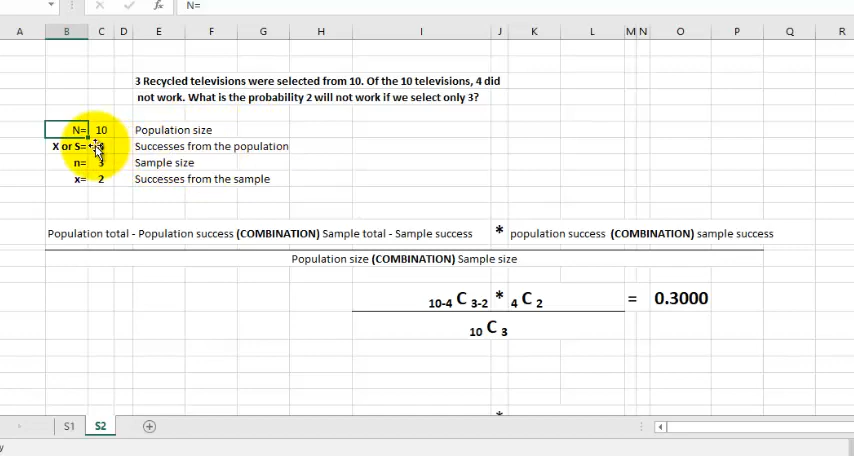 fx N=
A B C D E F G H I J K L M N O P Q R
3 Recycled televisions were selected from 10. Of the 10 televisions, 4 did
not work. What is the probability 2 will not work if we select only 3?
N= 10 Population size
X or S= 4 Successes from the population
n= 3 Sample size
x= 2 Successes from the sample
Population total - Population success (COMBINATION) Sample total - Sample success * population success (COMBINATION) sample success
Population size (COMBINATION) Sample size
10-4 C 3-2 * 4 C 2 = 0.3000
10 C 3
*
S1 S2
y